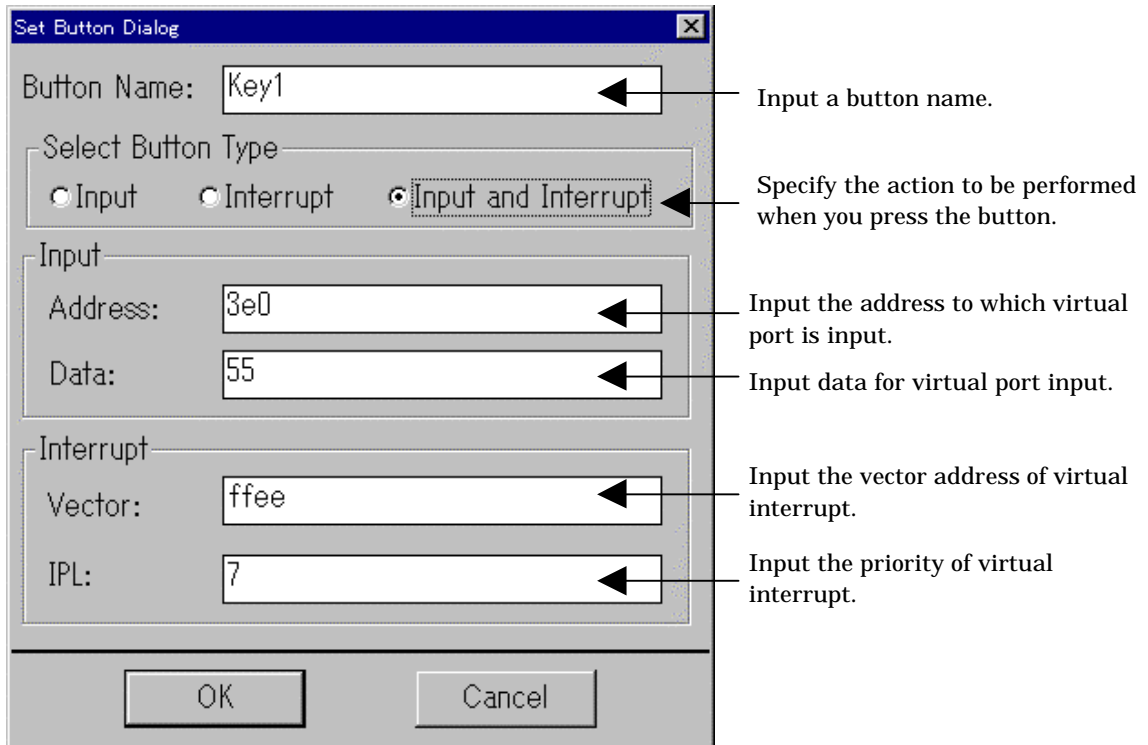 Set Button Dialog
Button Name: Key1
Input a button name.
Select Button Type
Input Interrupt Input and Interrupt
Specify the action to be performed
when you press the button.
Input
Address: 3e0
Input the address to which virtual
port is input.
Data: 55
Input data for virtual port input.
Interrupt
Vector: ffee
Input the vector address of virtual
interrupt.
IPL: 7
Input the priority of virtual
interrupt.
OK Cancel